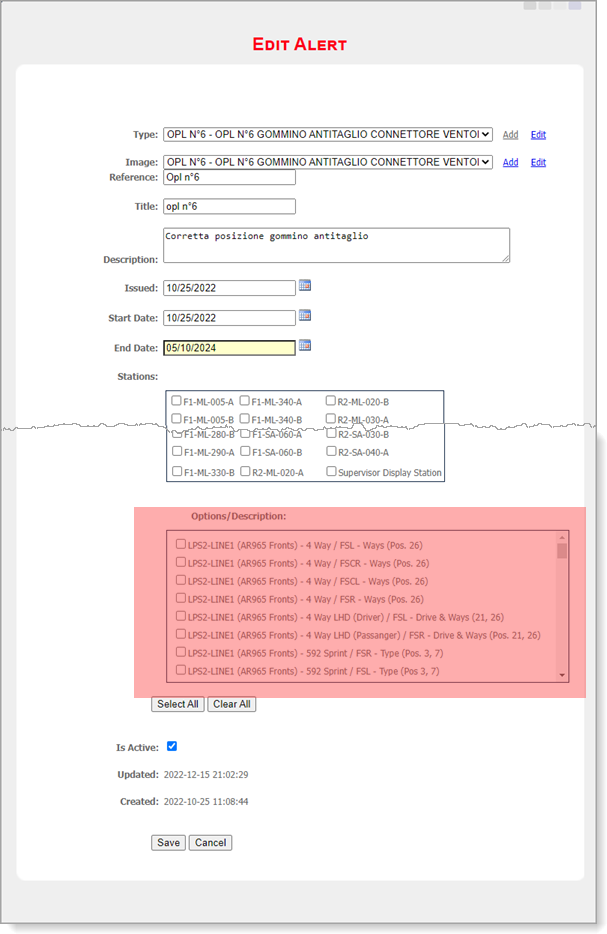 Edit Alert
Type: OPL N°6 - OPL N°6 GOMMINO ANTITAGLIO CONNETTORE VENTOI Add Edit
Image: OPL N°6 - OPL N°6 GOMMINO ANTITAGLIO CONNETTORE VENTOI Add Edit
Reference: Opl n°6
Title: opl n°6
Description: Corretta posizione gommino antitaglio
Issued: 10/25/2022
Start Date: 10/25/2022
End Date: 05/10/2024
Stations:
F1-ML-005-A F1-ML-340-A R2-ML-020-B
F1-ML-005-B F1-ML-340-B R2-ML-030-A
F1-ML-280-B F1-SA-060-A R2-SA-030-B
F1-ML-290-A F1-SA-060-B R2-SA-040-A
F1-ML-330-B R2-ML-020-A Supervisor Display Station
Options/Description:
LPS2-LINE1 (AR965 Fronts) - 4 Way / FSL - Ways (Pos. 26)
LPS2-LINE1 (AR965 Fronts) - 4 Way / FSCR - Ways (Pos. 26)
LPS2-LINE1 (AR965 Fronts) - 4 Way / FSCL - Ways (Pos. 26)
LPS2-LINE1 (AR965 Fronts) - 4 Way / FSR - Ways (Pos. 26)
LPS2-LINE1 (AR965 Fronts) - 4 Way LHD (Driver) / FSL - Drive & Ways (21, 26)
LPS2-LINE1 (AR965 Fronts) - 4 Way LHD (Passanger) / FSR - Drive & Ways (Pos. 21, 26)
LPS2-LINE1 (AR965 Fronts) - 592 Sprint / FSR - Type (Pos. 3, 7)
LPS2-LINE1 (AR965 Fronts) - 592 Sprint / FSL - Type (Pos 3, 7)
Select All Clear All
Is Active:
Updated: 2022-12-15 21:02:29
Created: 2022-10-25 11:08:44
Save Cancel